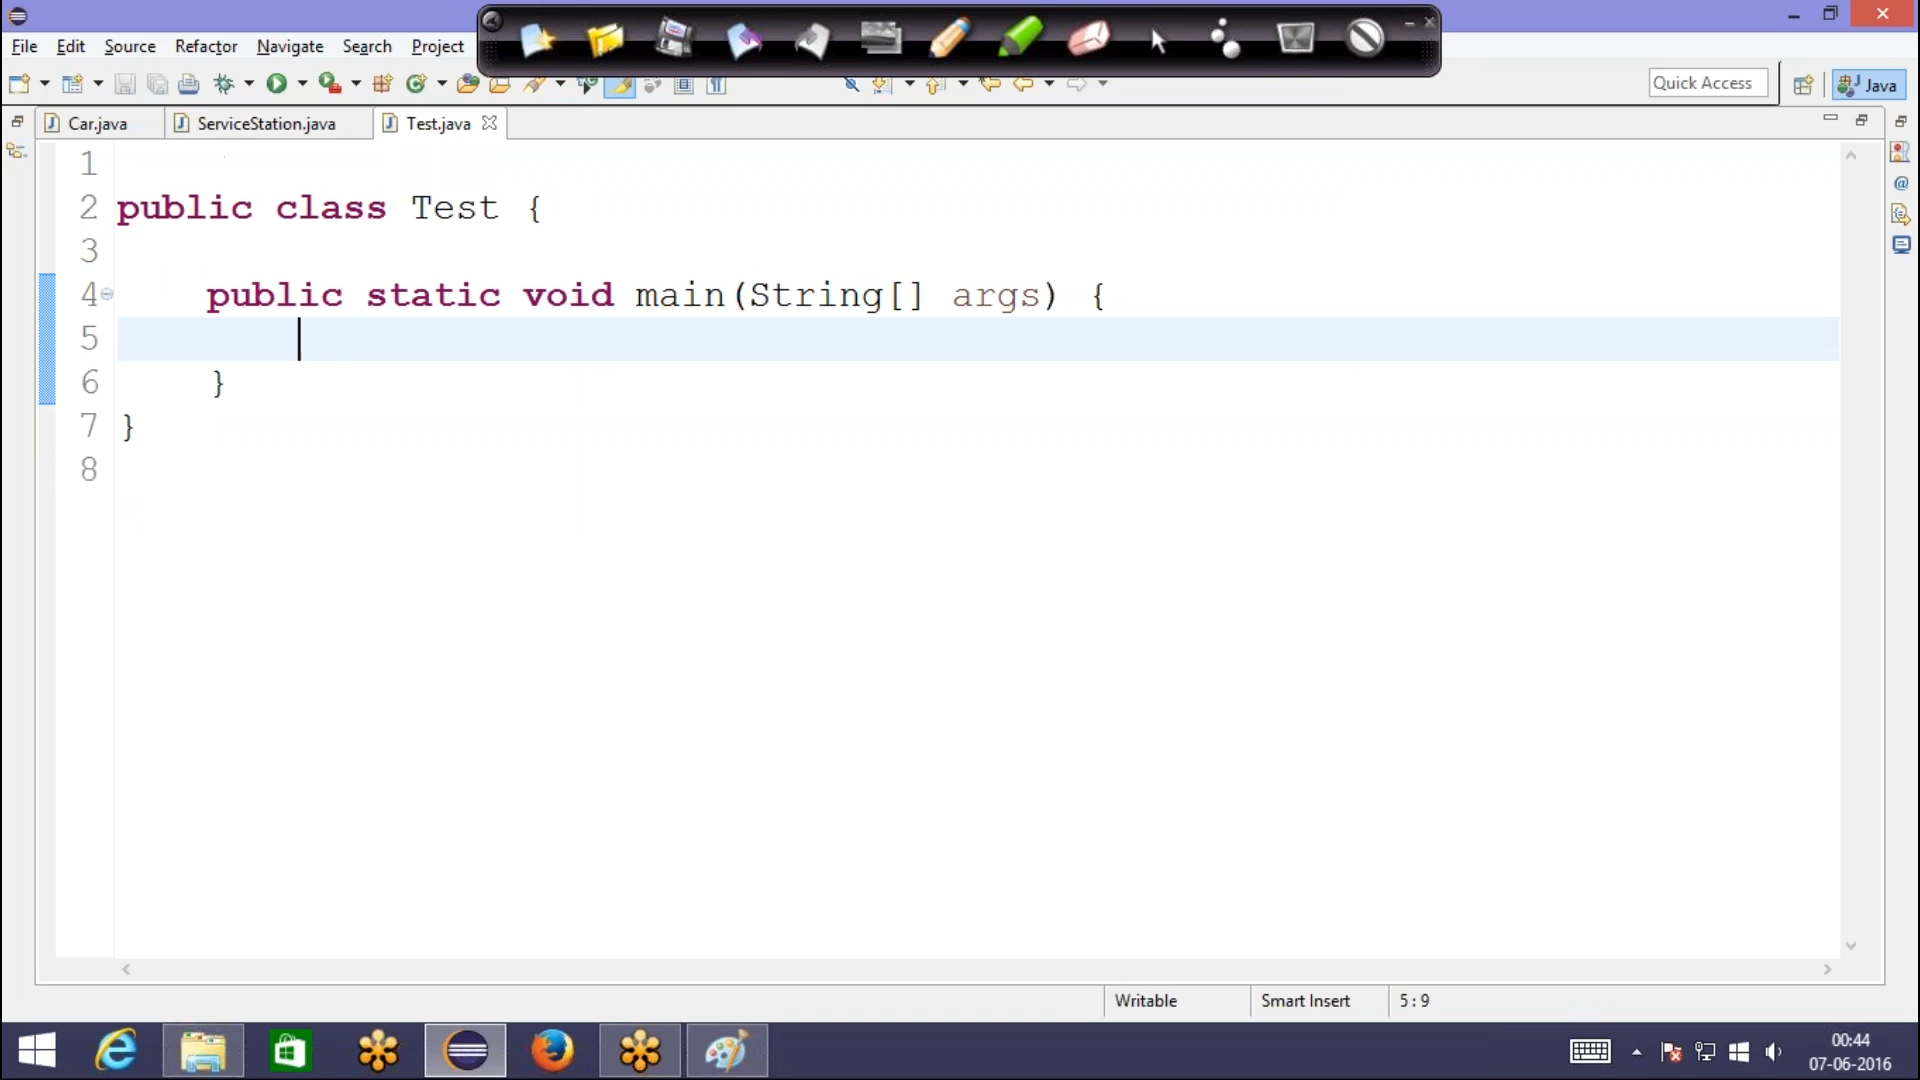 File Edit Source Refactor Navigate Search Project
Quick Access
Java
Car.java ServiceStation.java Test.java
1
2 public class Test {
3
4 public static void main(String[] args) {
5
6 }
7 }
8
Writable Smart Insert 5 : 9
00:44
07-06-2016